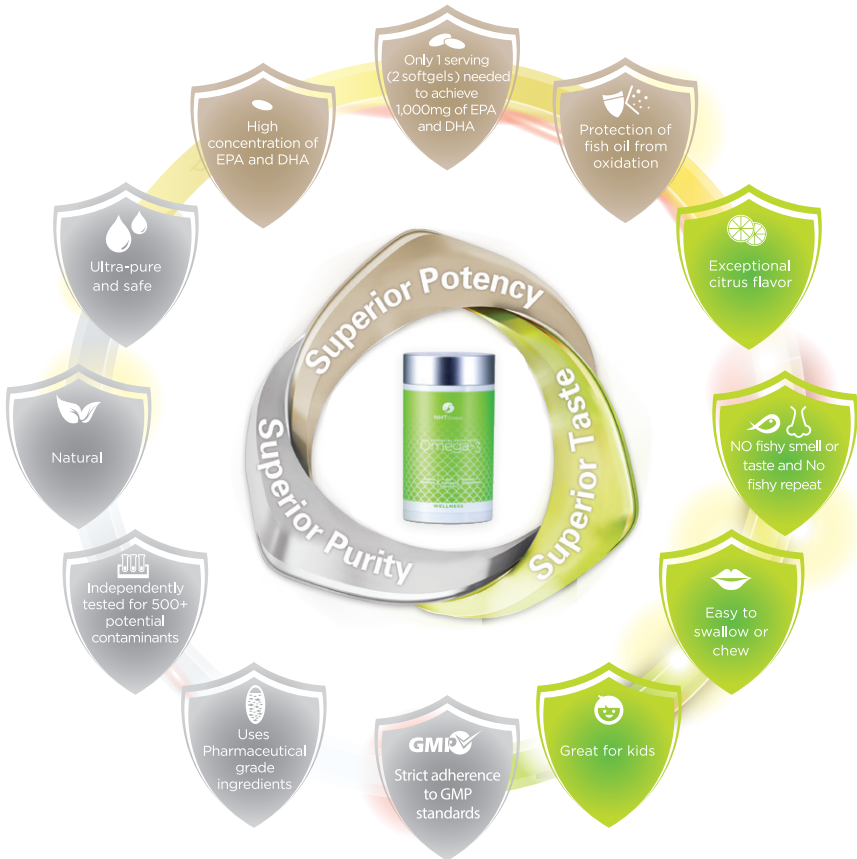 Only 1 serving
(2 softgels) needed
to achieve
1,000mg of EPA
and DHA
Protection of
fish oil from
oxidation
Exceptional
citrus flavor
NO fishy smell or
taste and No
fishy repeat
Easy to
swallow or
chew
Great for kids
GMP
Strict adherence
to GMP
standards
Uses
Pharmaceutical
grade
ingredients
Independently
tested for 500+
potential
contaminants
Natural
Ultra-pure
and safe
High
concentration of
EPA and DHA
Superior Potency
Superior Taste
Superior Purity
Omega-3
WELLNESS